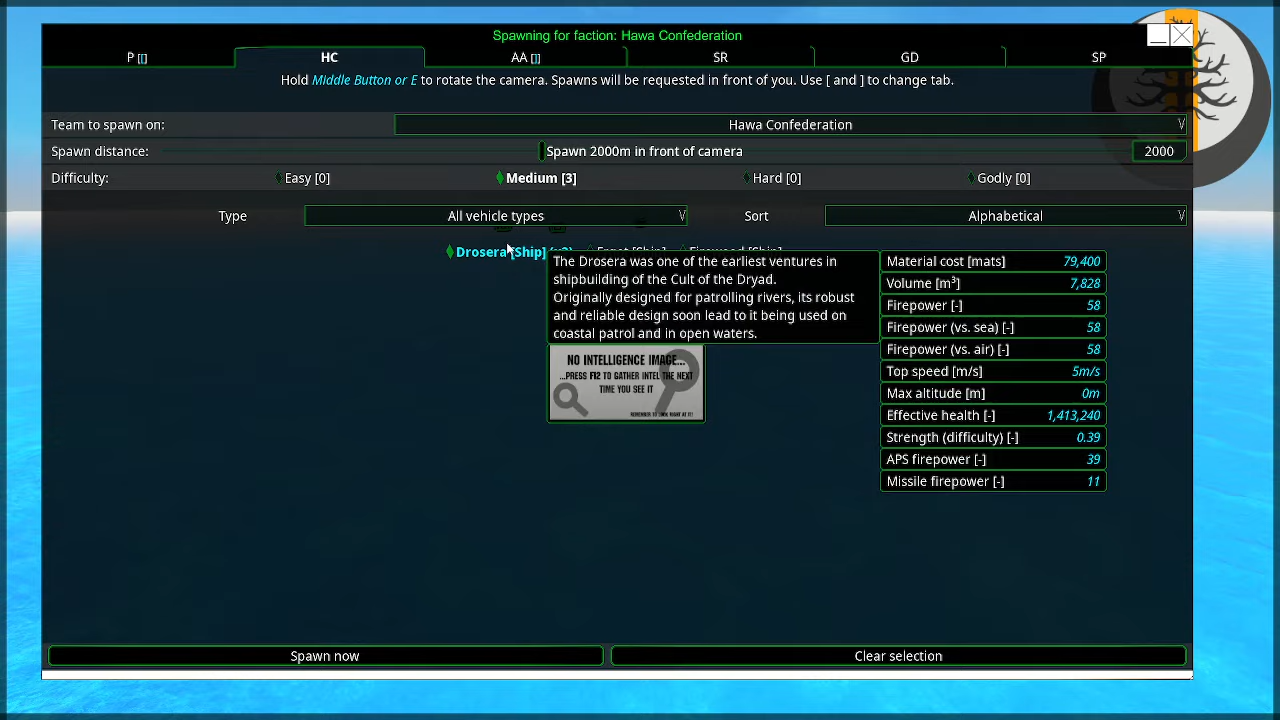 Spawning for faction: Hawa Confederation
P [[]
HC
AA [[]]
SR
GD
SP
Hold Middle Button or E to rotate the camera. Spawns will be requested in front of you. Use [ and ] to change tab.
Team to spawn on:
Hawa Confederation
Spawn distance:
Spawn 2000m in front of camera
2000
Difficulty:
Easy [0]
Medium [3]
Hard [0]
Godly [0]
Type
All vehicle types
Sort
Alphabetical
Drosera [Ship]
The Drosera was one of the earliest ventures in
shipbuilding of the Cult of the Dryad.
Originally designed for patrolling rivers, its robust
and reliable design soon lead to it being used on
coastal patrol and in open waters.
NO INTELLIGENCE IMAGE...
...PRESS F12 TO GATHER INTEL THE NEXT
TIME YOU SEE IT
Material cost [mats] 79,400
Volume [m³] 7,828
Firepower [-] 58
Firepower (vs. sea) [-] 58
Firepower (vs. air) [-] 58
Top speed [m/s] 5m/s
Max altitude [m] 0m
Effective health [-] 1,413,240
Strength (difficulty) [-] 0.39
APS firepower [-] 39
Missile firepower [-] 11
Spawn now
Clear selection